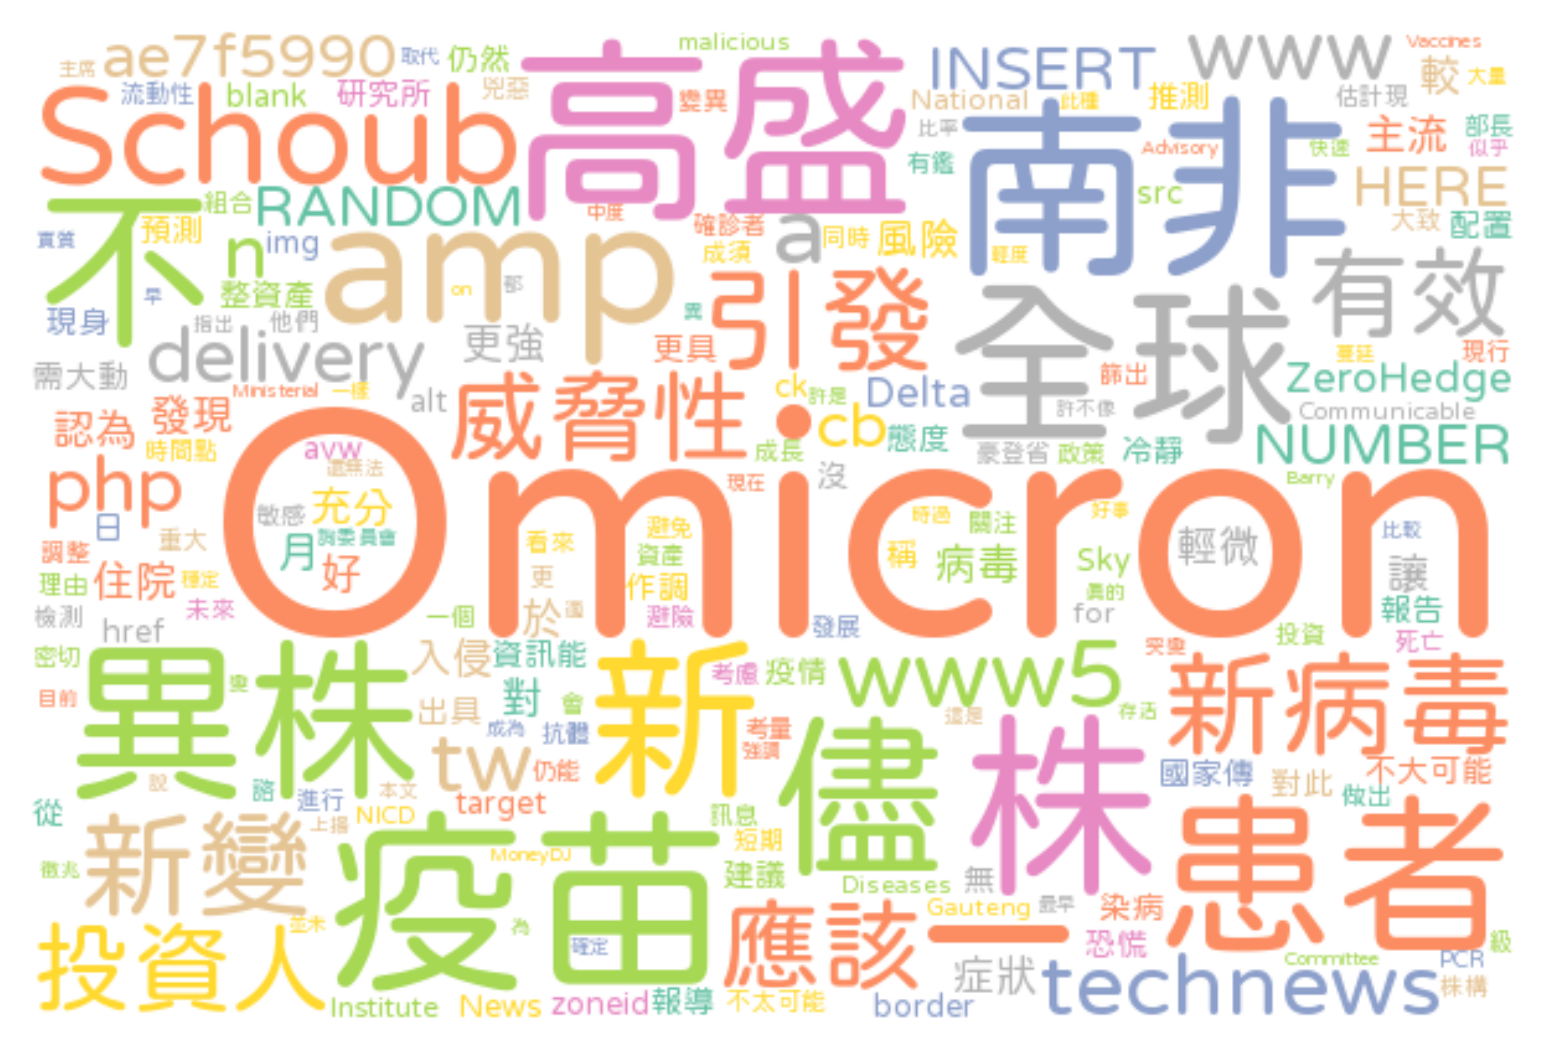 主席
ae7f5990
取代
仍然
malicious
高盛
INSERT
www
Vaccines
較
大量
流動性
blank
研究所
兇惡
變異
National
此種
推測
估計現
Schoub
比率
南非
Advisory
快速
主流
部長
似乎
有鑑
src
HERE
不
組合
RANDOM
中度
確診者
a
同時
風險
大致
配置
實質
預測
n
img
amp
成須
輕度
有效
早
整資產
on
都
異
引發
全球
現身
指出
他們
更強
更具
蔓延
現行
delivery
需大動
Ministerial
一樣
alt
威脅性
ck
許是
Delta
篩出
ZeroHedge
許不像
Communicable
認為
發現
cb
態度
NUMBER
時間點
avw
還無法
成長
沒
豪登省
政策
冷靜
php
Omicron
現在
Barry
日
敏感
充分
月
好
重大
調整
看來
避免
資產
時過
關注
好事
比較
稱
病毒
Sky
輕微
理由
住院
穩定
更
作調
真的
讓
檢測
未來
一個
於
避險
for
報告
href
發展
投資
死亡
密切
異株
入侵
資訊能
新
考慮
疫情
www5
突變
新病毒
目前
變
出具
對
會
考量
這是
存活
成為
抗體
強調
儘
株
tw
仍能
國家傳
對此
不大可能
說
諮
本文
target
做出
從
進行
上揚
NICD
訊息
患者
新變
疫苗
MoneyDJ
短期
徵兆
建議
Diseases
無
投資人
並未
為
確定
應該
Gauteng
最早
染病
一
恐慌
級
症狀
technews
Committee
PCR
株構
Institute
News
zoneid
報導
不太可能
border